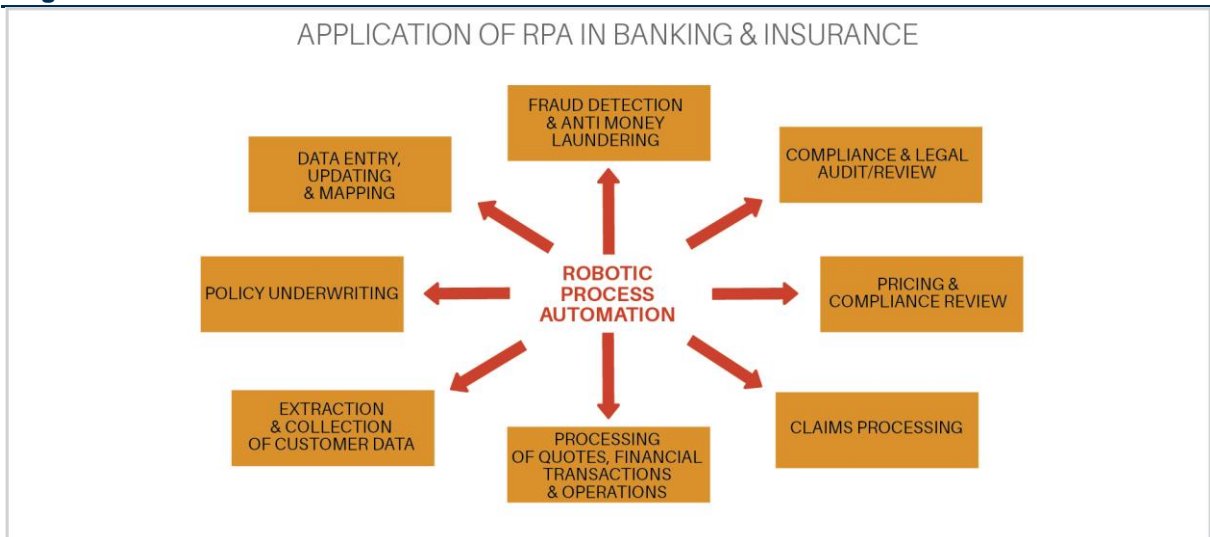 APPLICATION OF RPA IN BANKING & INSURANCE
FRAUD DETECTION
& ANTI MONEY
LAUNDERING
DATA ENTRY,
UPDATING
& MAPPING
COMPLIANCE & LEGAL
AUDIT/REVIEW
POLICY UNDERWRITING
ROBOTIC
PROCESS
AUTOMATION
PRICING &
COMPLIANCE REVIEW
EXTRACTION
& COLLECTION
OF CUSTOMER DATA
PROCESSING
OF QUOTES, FINANCIAL
TRANSACTIONS
& OPERATIONS
CLAIMS PROCESSING